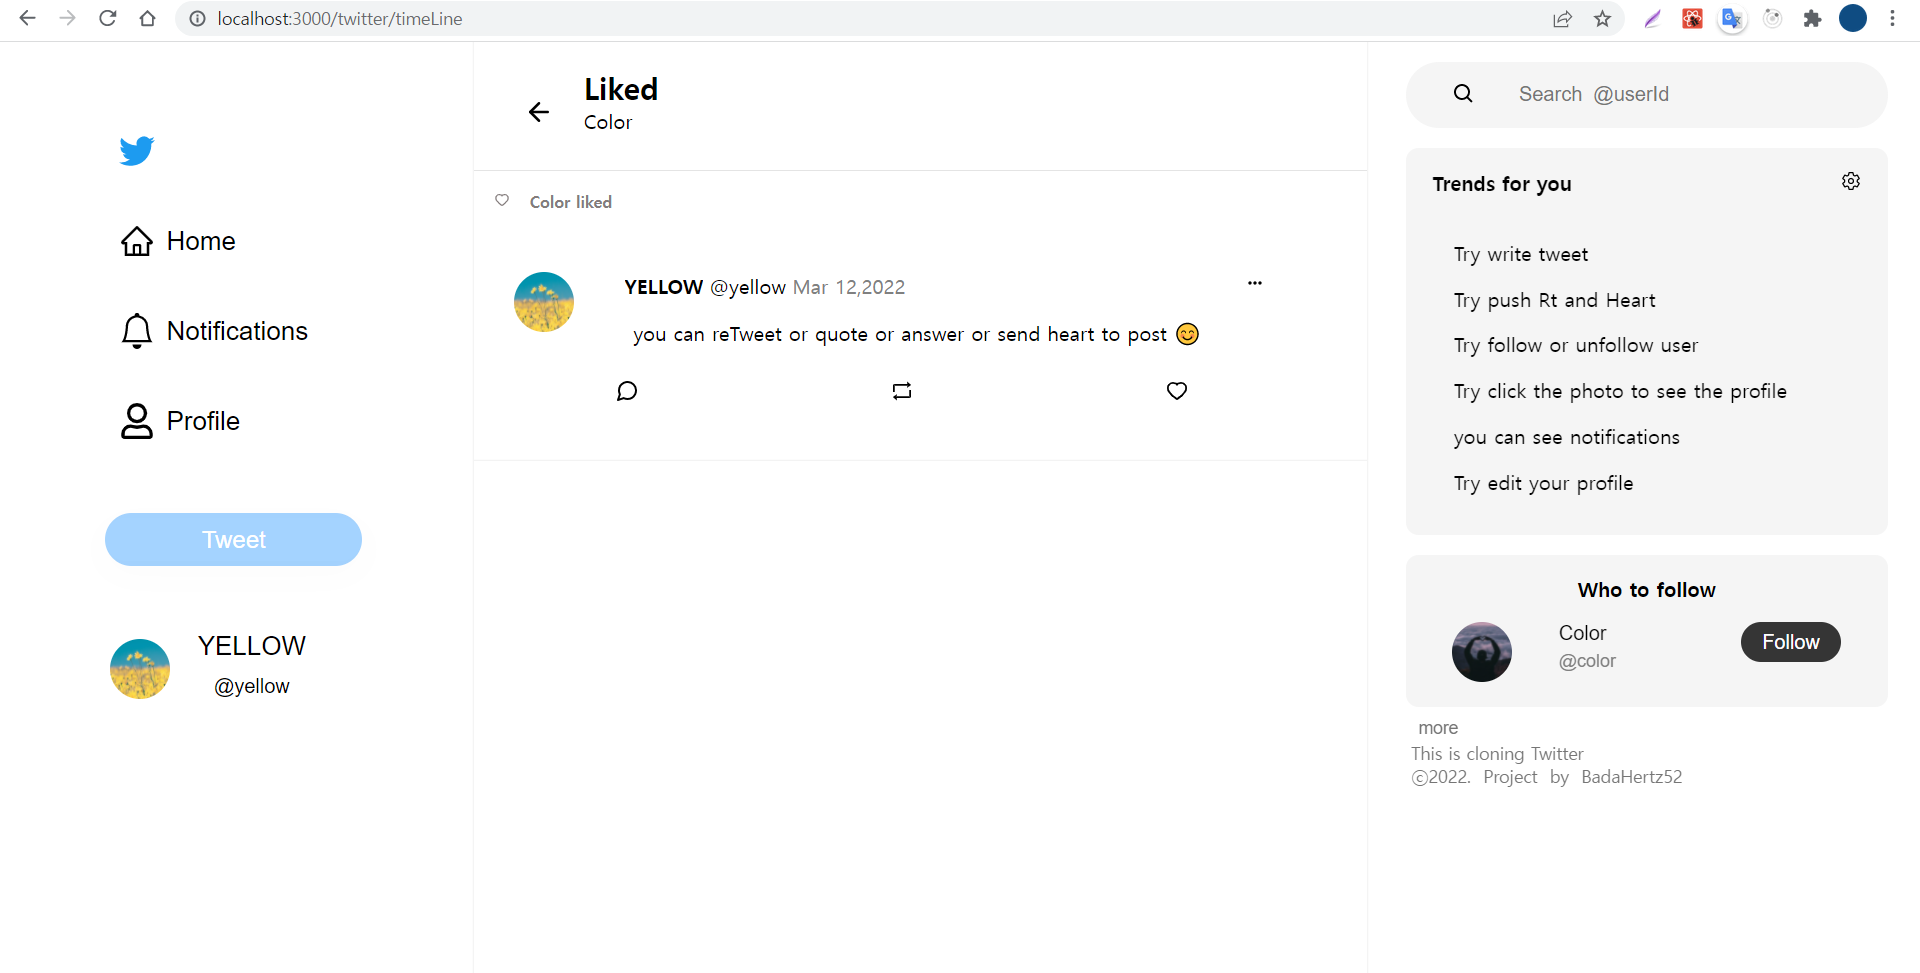 localhost:3000/twitter/timeLine
Home
Notifications
Profile
Tweet
YELLOW
@yellow
Liked
Color
Color liked
YELLOW @yellow Mar 12,2022
you can reTweet or quote or answer or send heart to post 😊
Search @userId
Trends for you
Try write tweet
Try push Rt and Heart
Try follow or unfollow user
Try click the photo to see the profile
you can see notifications
Try edit your profile
Who to follow
Color
@color
Follow
more
This is cloning Twitter
ⓒ2022. Project by BadaHertz52